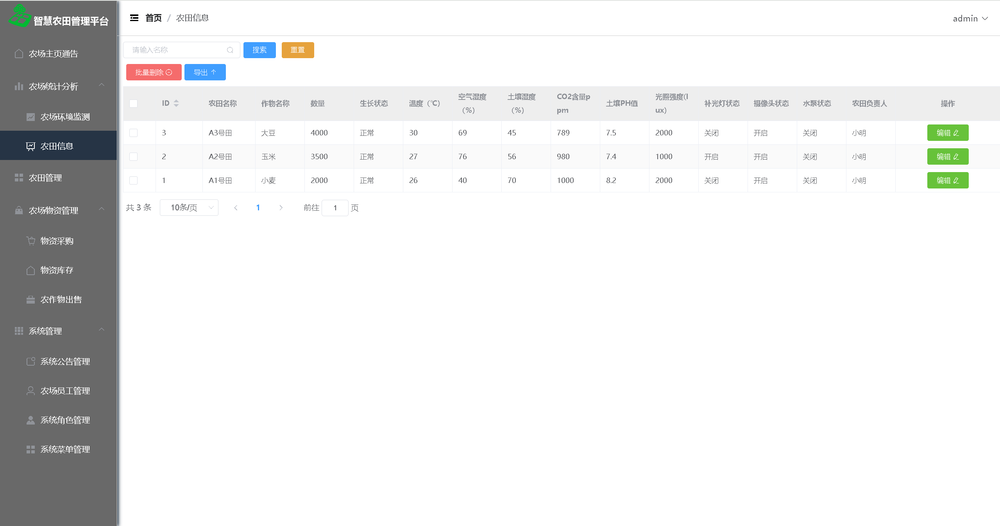 智慧农田管理平台
首页 / 农田信息
admin
农场主页通告
农场统计分析
农场环境监测
农田信息
农田管理
农场物资管理
物资采购
物资库存
农作物出售
系统管理
系统公告管理
农场员工管理
系统角色管理
系统菜单管理
请输入名称 搜索 重置
批量删除 导出
ID 农田名称 作物名称 数量 生长状态 温度（℃） 空气湿度（%） 土壤湿度（%） CO2含量ppm 土壤PH值 光照强度(lux) 补光灯状态 摄像头状态 水泵状态 农田负责人 操作
3 A3号田 大豆 4000 正常 30 69 45 789 7.5 2000 关闭 开启 关闭 小明 编辑
2 A2号田 玉米 3500 正常 27 76 56 980 7.4 1000 开启 开启 关闭 小明 编辑
1 A1号田 小麦 2000 正常 26 40 70 1000 8.2 2000 关闭 开启 关闭 小明 编辑
共 3 条 10条/页 1 前往 1 页